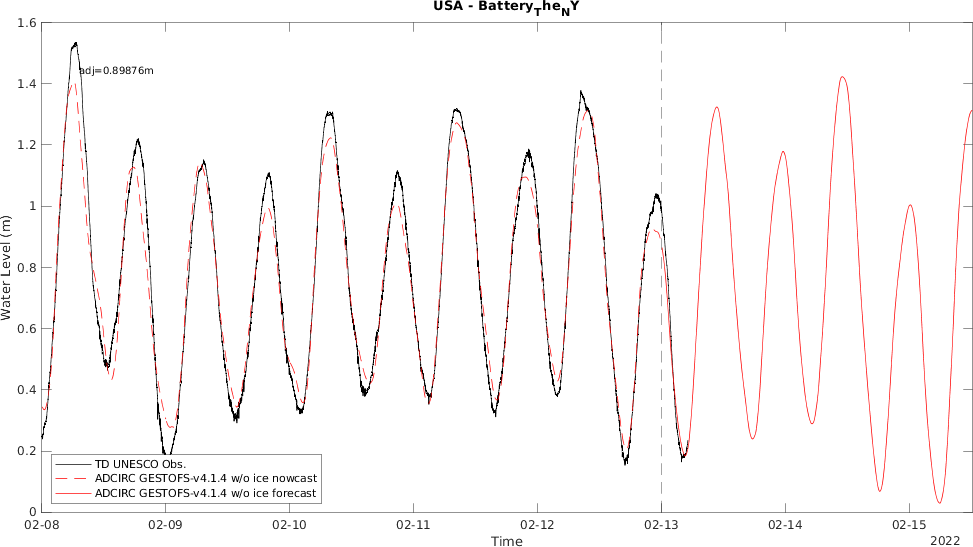 USA - BatteryTheNY
1.6
1.4
1.2
1
0.8
0.6
0.4
0.2
0
Water Level (m)
adj=0.89876m
TD UNESCO Obs.
ADCIRC GESTOFS-v4.1.4 w/o ice nowcast
ADCIRC GESTOFS-v4.1.4 w/o ice forecast
02-08 02-09 02-10 02-11 02-12 02-13 02-14 02-15
Time
2022